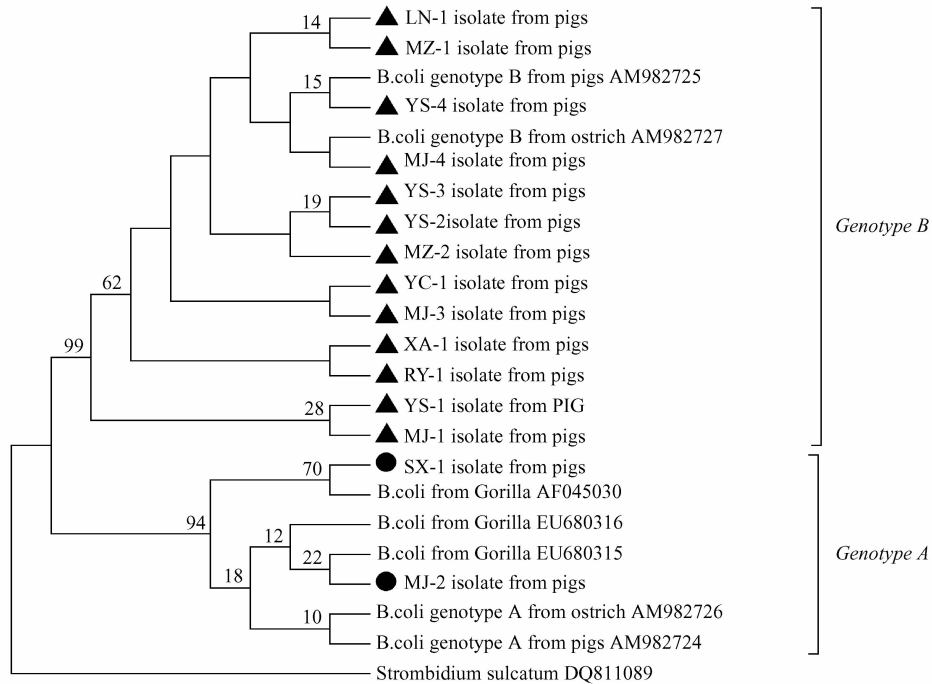 14
LN-1 isolate from pigs
MZ-1 isolate from pigs
15
B.coli genotype B from pigs AM982725
YS-4 isolate from pigs
B.coli genotype B from ostrich AM982727
MJ-4 isolate from pigs
19
YS-3 isolate from pigs
YS-2isolate from pigs
Genotype B
MZ-2 isolate from pigs
62
YC-1 isolate from pigs
MJ-3 isolate from pigs
99
XA-1 isolate from pigs
RY-1 isolate from pigs
28
YS-1 isolate from PIG
MJ-1 isolate from pigs
70
SX-1 isolate from pigs
B.coli from Gorilla AF045030
94
B.coli from Gorilla EU680316
12
B.coli from Gorilla EU680315
Genotype A
22
18
MJ-2 isolate from pigs
10
B.coli genotype A from ostrich AM982726
B.coli genotype A from pigs AM982724
Strombidium sulcatum DQ811089